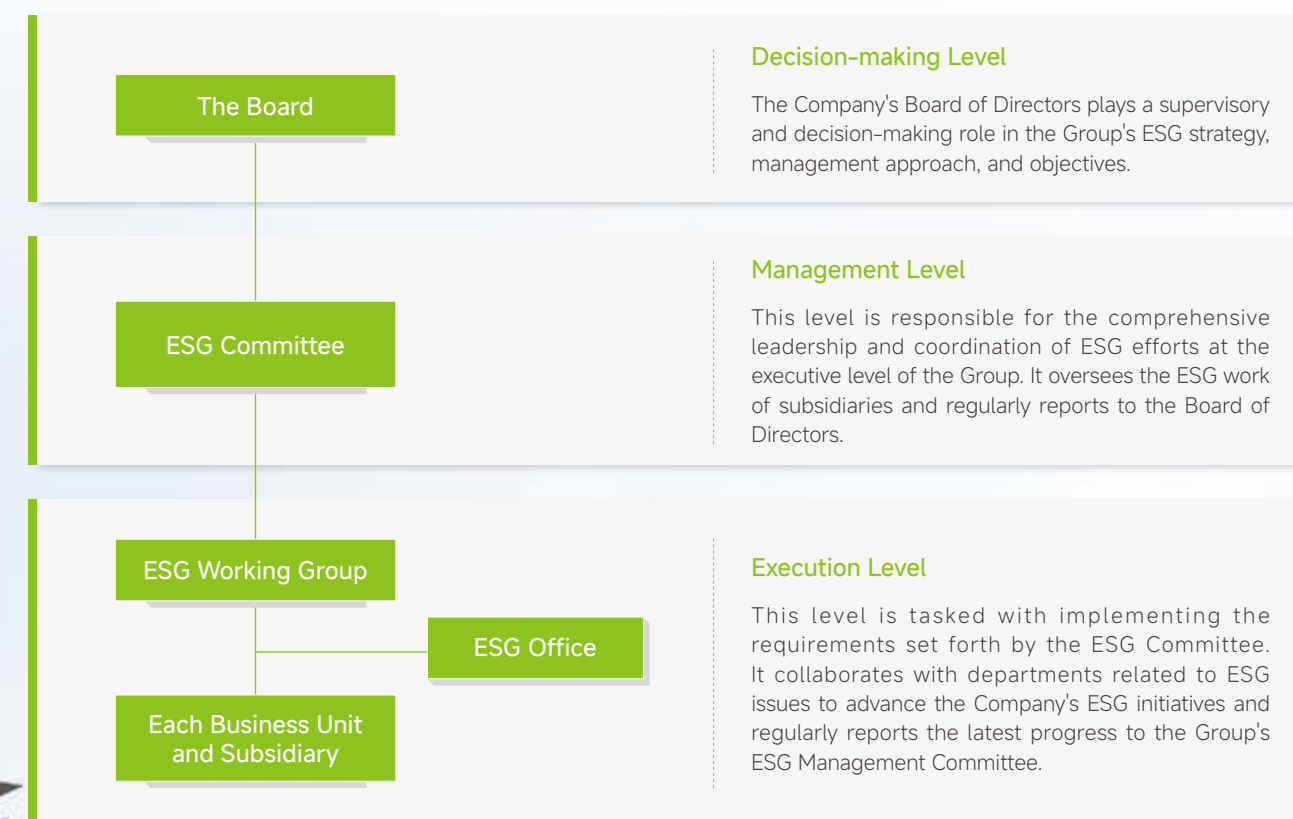 The Board
Decision-making Level
The Company's Board of Directors plays a supervisory
and decision-making role in the Group's ESG strategy,
management approach, and objectives.
ESG Committee
Management Level
This level is responsible for the comprehensive
leadership and coordination of ESG efforts at the
executive level of the Group. It oversees the ESG work
of subsidiaries and regularly reports to the Board of
Directors.
ESG Working Group
ESG Office
Each Business Unit
and Subsidiary
Execution Level
This level is tasked with implementing the
requirements set forth by the ESG Committee.
It collaborates with departments related to ESG
issues to advance the Company's ESG initiatives and
regularly reports the latest progress to the Group's
ESG Management Committee.